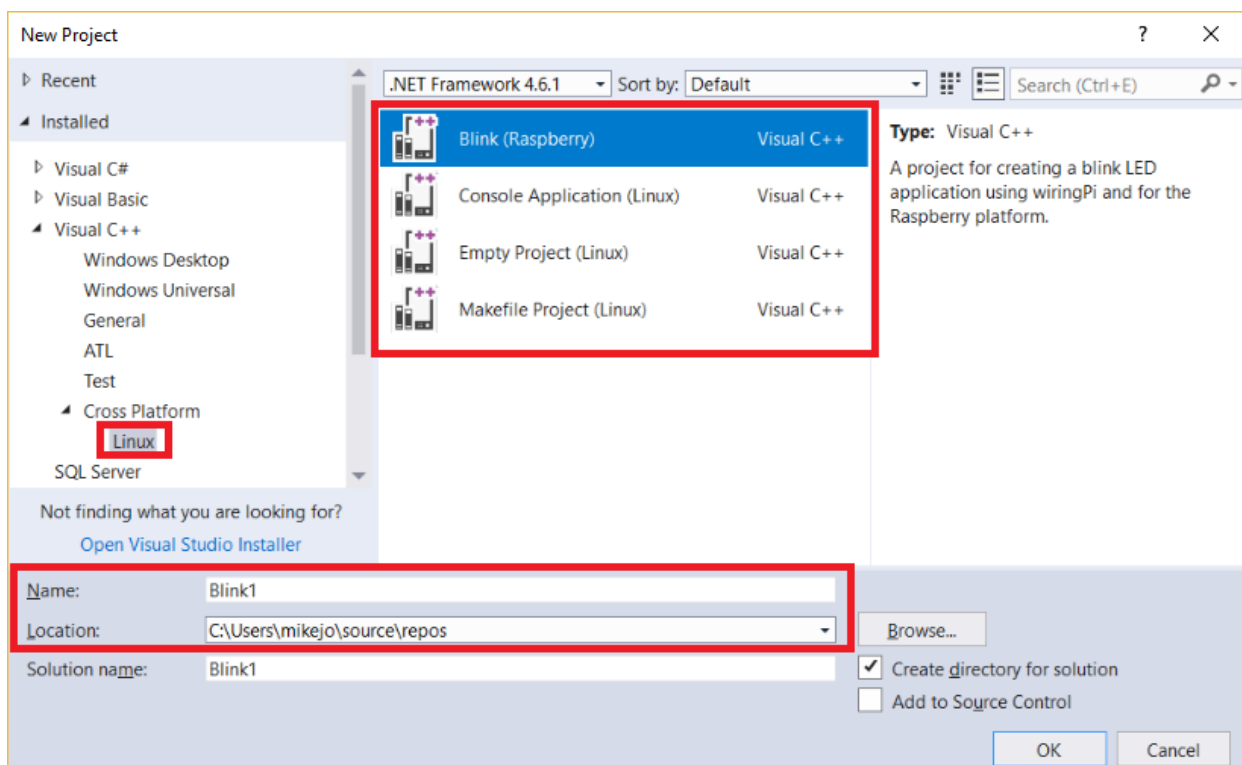 New Project
?
Recent
Installed
Visual C#
Visual Basic
Visual C++
Windows Desktop
Windows Universal
General
ATL
Test
Cross Platform
Linux
SQL Server
Not finding what you are looking for?
Open Visual Studio Installer
.NET Framework 4.6.1 Sort by: Default Search (Ctrl+E)
Blink (Raspberry) Visual C++
Console Application (Linux) Visual C++
Empty Project (Linux) Visual C++
Makefile Project (Linux) Visual C++
Type: Visual C++
A project for creating a blink LED
application using wiringPi and for the
Raspberry platform.
Name: Blink1
Location: C:\Users\mikejo\source\repos Browse...
Solution name: Blink1
Create directory for solution
Add to Source Control
OK Cancel